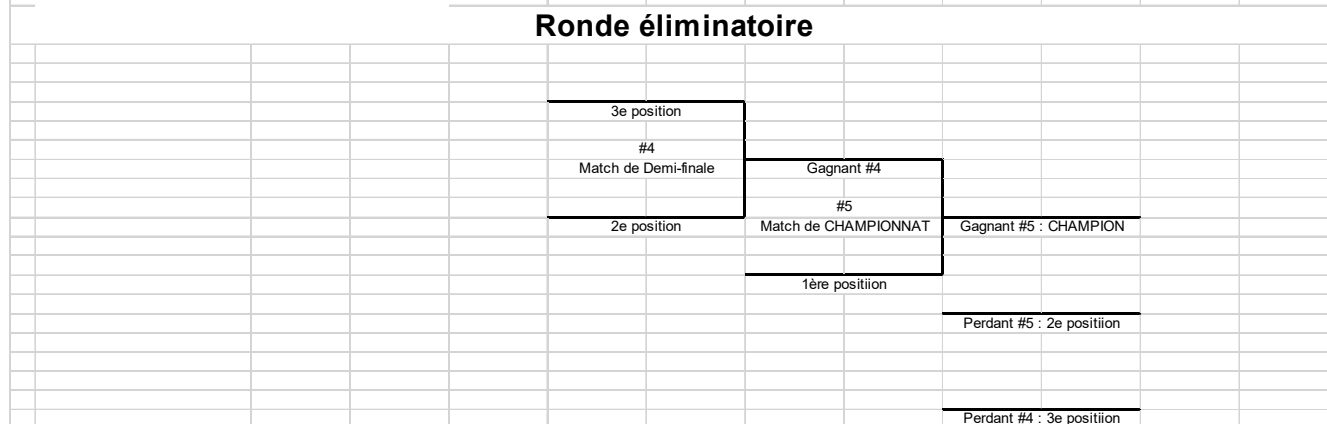 Ronde éliminatoire
3e position
#4
Match de Demi-finale
Gagnant #4
#5
2e position
Match de CHAMPIONNAT
Gagnant #5 : CHAMPION
1ère positiion
Perdant #5 : 2e positiion
Perdant #4 : 3e positiion